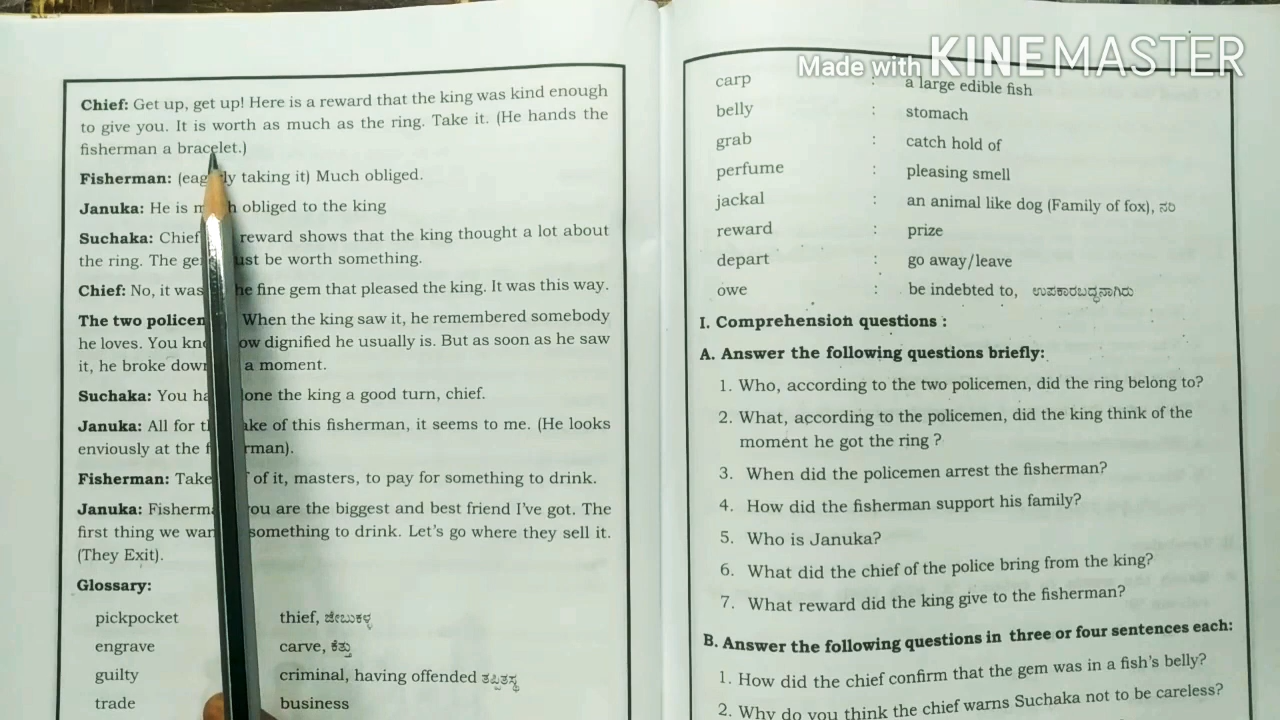 Chief: Get up, get up! Here is a reward that the king was kind enough
to give you. It is worth as much as the ring. Take it. (He hands the
fisherman a bracelet.)
Fisherman: taking it) Much obliged.
Januka: He is obliged to the king
Suchaka: Chief reward shows that the king thought a lot about
the ring. The be worth something.
Chief: No, it was fine gem that pleased the king. It was this way.
The two When the king saw it, he remembered somebody
he loves. You dignified he usually is. But as soon as he saw
it, he broke a moment.
Suchaka: You the king a good turn, chief.
Januka: All for of this fisherman, it seems to me. (He looks
enviously at the
Fisherman: Take of it, masters, to pay for something to drink.
Januka: you are the biggest and best friend I've got. The
first thing we something to drink. Let's go where they sell it.
(They Exit).
Glossary:
pickpocket thief, ಜೇಬುಕಳ್ಳ
engrave carve, ಕೆತ್ತು
guilty criminal, having offended ತಪ್ಪಿತಸ್ಥ
trade business
Made with KINEMASTER
carp : a large edible fish
belly : stomach
grab : catch hold of
perfume : pleasing smell
jackal : an animal like dog (Family of fox), ನರಿ
reward : prize
depart : go away/leave
owe : be indebted to, ಉಪಕಾರಬದ್ಧನಾಗಿರು
I. Comprehension questions :
A. Answer the following questions briefly:
1. Who, according to the two policemen, did the ring belong to?
2. What, according to the policemen, did the king think of the
moment he got the ring ?
3. When did the policemen arrest the fisherman?
4. How did the fisherman support his family?
5. Who is Januka?
6. What did the chief of the police bring from the king?
7. What reward did the king give to the fisherman?
B. Answer the following questions in three or four sentences each:
1. How did the chief confirm that the gem was in a fish's belly?
2. Why do you think the chief warns Suchaka not to be careless?